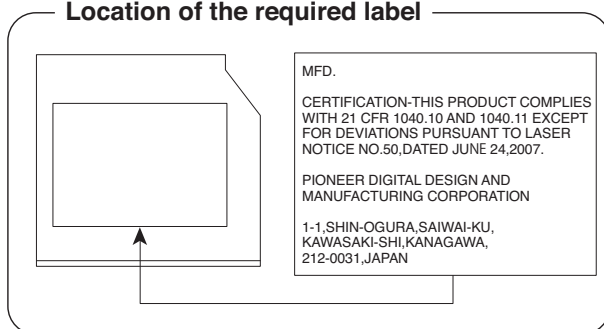 Location of the required label
MFD.
CERTIFICATION-THIS PRODUCT COMPLIES
WITH 21 CFR 1040.10 AND 1040.11 EXCEPT
FOR DEVIATIONS PURSUANT TO LASER
NOTICE NO.50,DATED JUNE 24,2007.
PIONEER DIGITAL DESIGN AND
MANUFACTURING CORPORATION
1-1,SHIN-OGURA,SAIWAI-KU,
KAWASAKI-SHI,KANAGAWA,
212-0031,JAPAN